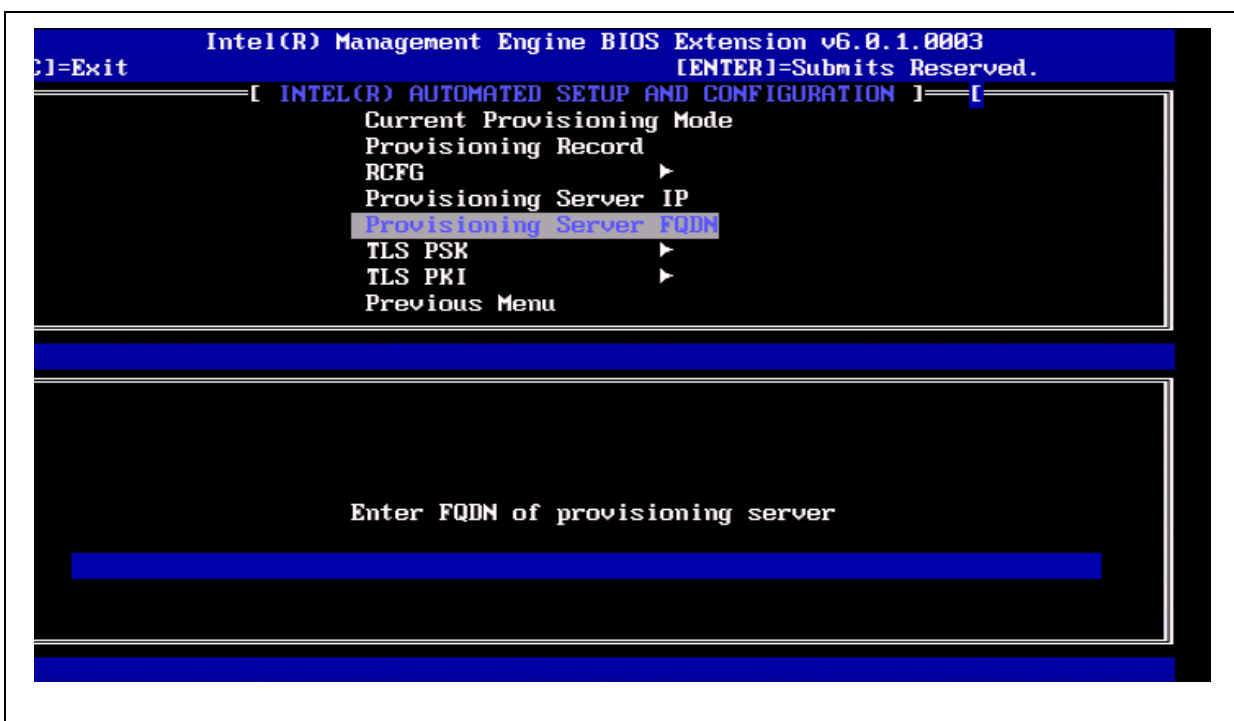 Intel(R) Management Engine BIOS Extension v6.0.1.0003
C]=Exit [ENTER]=Submits Reserved.
[ INTEL(R) AUTOMATED SETUP AND CONFIGURATION ] [
Current Provisioning Mode
Provisioning Record
RCFG ►
Provisioning Server IP
Provisioning Server FQDN
TLS PSK ►
TLS PKI ►
Previous Menu
Enter FQDN of provisioning server